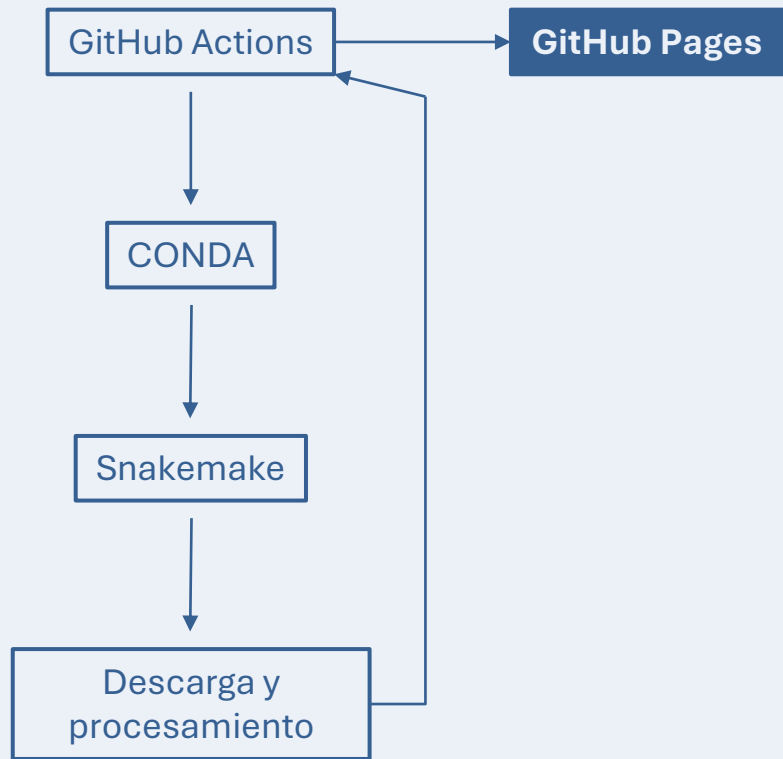 GitHub Actions
GitHub Pages
CONDA
Snakemake
Descarga y
procesamiento